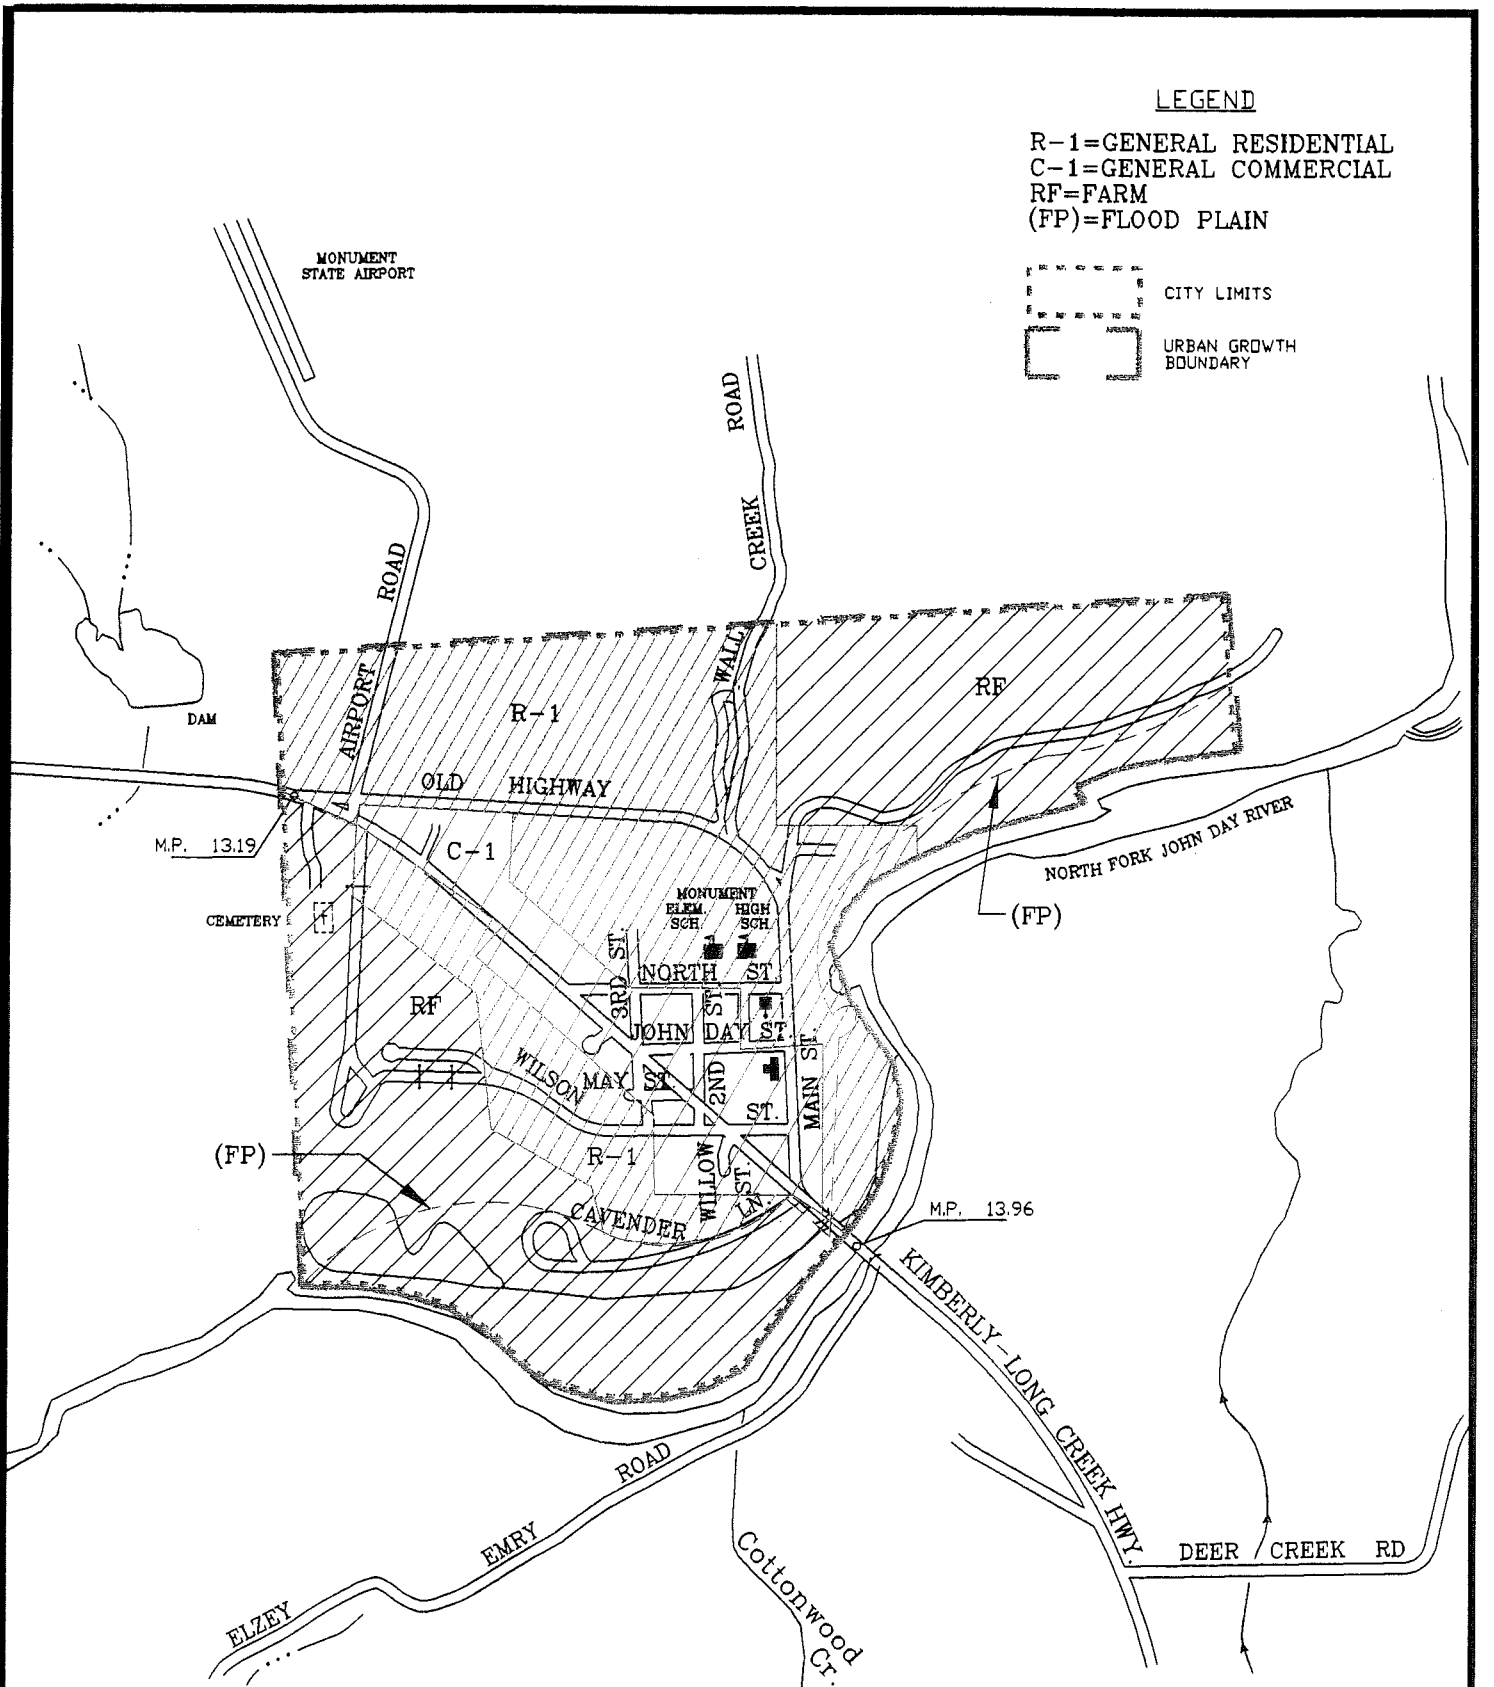 LEGEND
R-1=GENERAL RESIDENTIAL
C-1=GENERAL COMMERCIAL
RF=FARM
(FP)=FLOOD PLAIN
CITY LIMITS
URBAN GROWTH
BOUNDARY
MONUMENT
STATE AIRPORT
AIRPORT ROAD
WALL CREEK ROAD
DAM
R-1
RF
OLD HIGHWAY
M.P. 13.19
C-1
NORTH FORK JOHN DAY RIVER
(FP)
CEMETERY
MONUMENT
ELEM. HIGH
SCH. SCH.
3RD ST.
NORTH ST.
RF
JOHN DAY ST.
2ND ST.
MAIN ST.
WILSON ST.
MAY ST.
(FP)
R-1
WILLOW ST.
CAVENDER LN.
M.P. 13.96
KIMBERLY-LONG CREEK HWY.
ELZEY EMRY ROAD
DEER CREEK RD
Cottonwood
Cr.